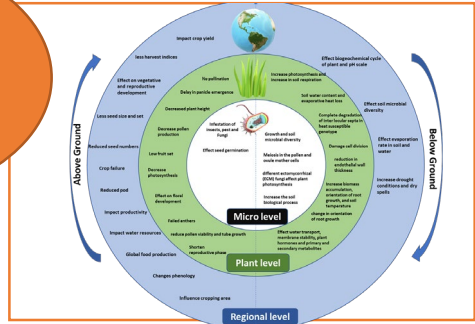 Impact crop yield
less harvest indices
Effect on vegetative
and reproductive
development
Less seed size and set
Reduced seed numbers
Crop failure
Reduced pod
Impact productivity
Impact water resources
Global food production
Changes phenology
Influence cropping area
Above Ground
No pollination
Delay in panicle emergence
Decreased plant height
Decrease pollen
production
Low fruit set
Decrease
photosynthesis
Effect on floral
development
Failed anthers
reduce pollen viability and tube growth
Shorten
reproductive phase
Infestation of
insects, pest and
Fungi
Effect seed germination
Growth and soil
microbial diversity
Meiosis in the pollen and
ovule mother cells
different ectomycorrhizal
(ECM) fungi effect plant
photosynthesis
Increase the soil
biological process
Micro level
Increase photosynthesis and
increase in soil respiration
Soil water content and
evaporative heat loss
Complete degradation
of inter locular septa in
heat susceptible
genotypes
Damage cell division
reduction in
endothelial wall
thickness
Increase biomass
accumulation,
orientation of root
growth, and soil
temperature
change in orientation
of root growth
Effect water transport,
membrane stability, plant
hormones and primary and
secondary metabolites
Plant level
Effect biogeochemical cycle
of plant and pH scale
Effect soil microbial
diversity
Effect evaporation
rate in soil and
water
Increase drought
conditions and dry
spells
Below Ground
Regional level